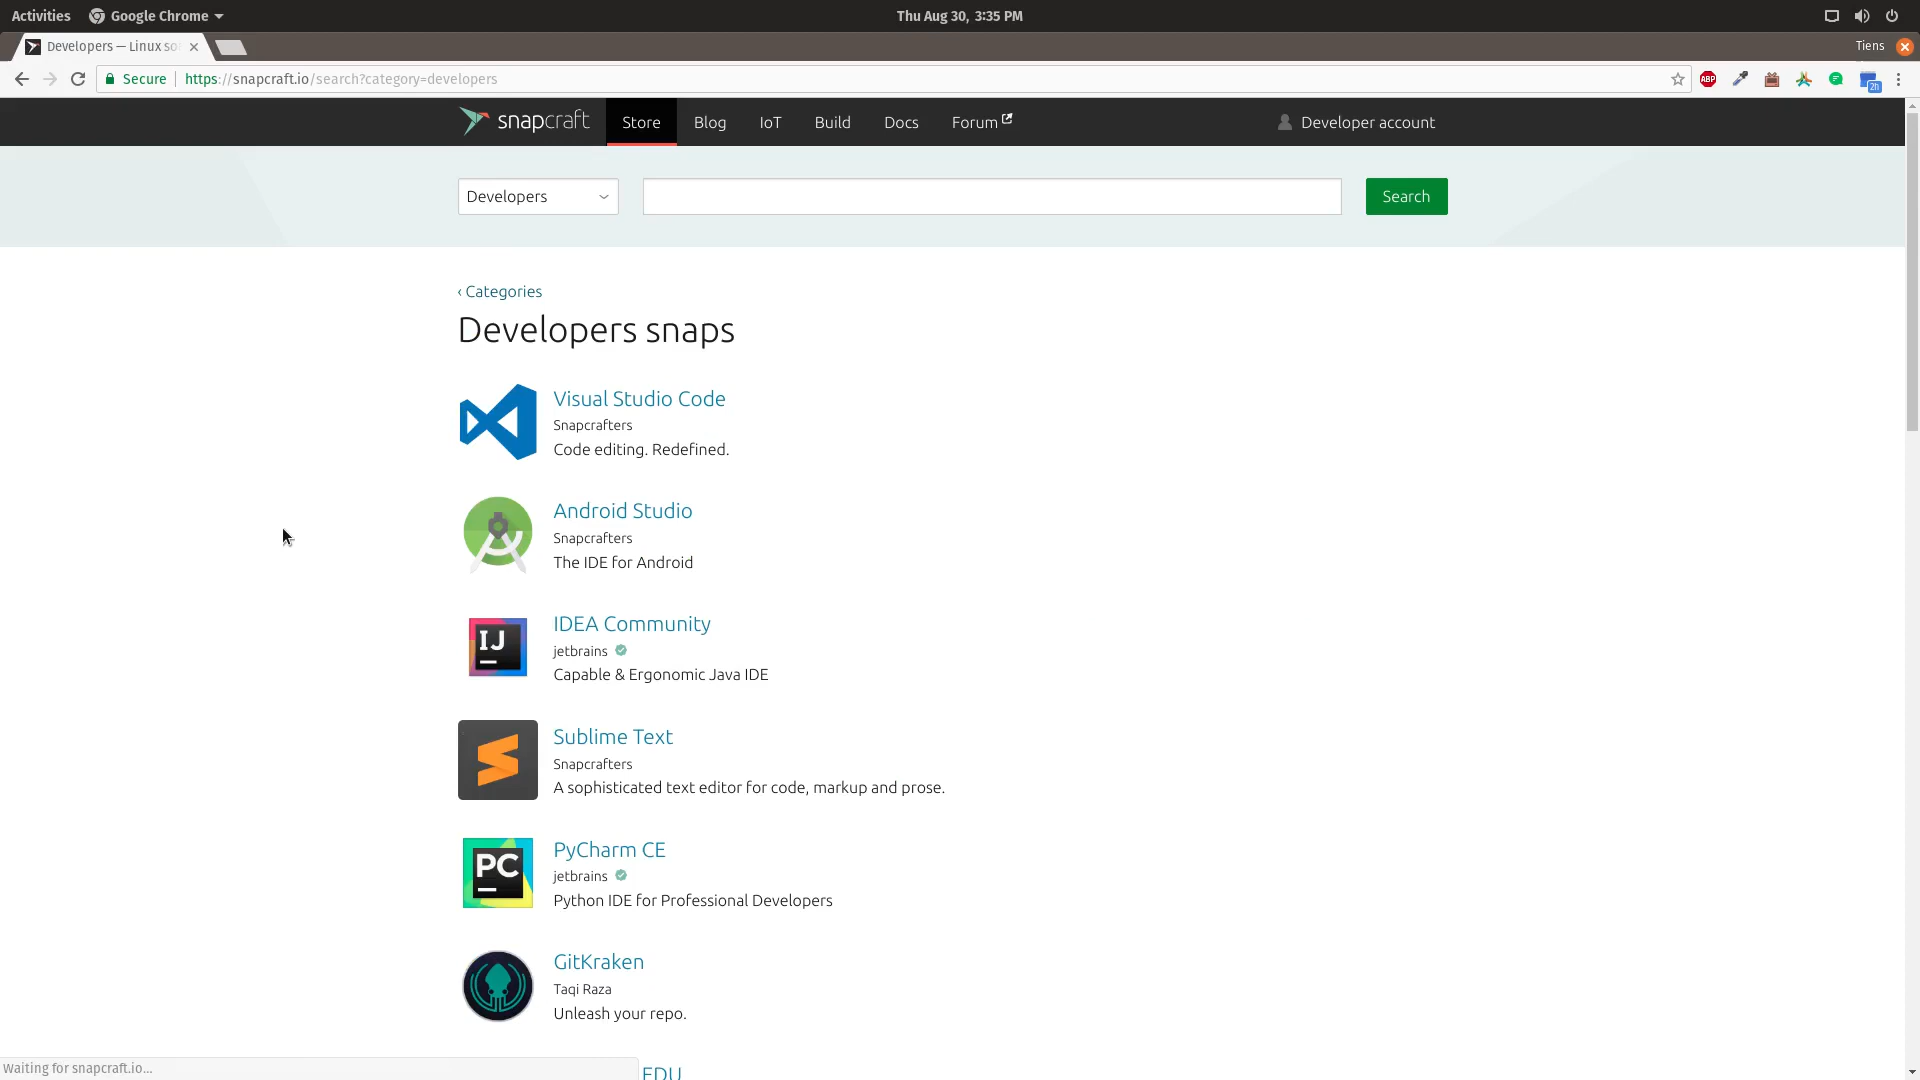 Activities Google Chrome Thu Aug 30, 3:35 PM
Developers — Linux so Tiens
Secure https://snapcraft.io/search?category=developers ABP 2h
snapcraft Store Blog IoT Build Docs Forum Developer account
Developers Search
‹ Categories
Developers snaps
Visual Studio Code
Snapcrafters
Code editing. Redefined.
Android Studio
Snapcrafters
The IDE for Android
IJ
IDEA Community
jetbrains
Capable & Ergonomic Java IDE
Sublime Text
Snapcrafters
A sophisticated text editor for code, markup and prose.
PC
PyCharm CE
jetbrains
Python IDE for Professional Developers
GitKraken
Taqi Raza
Unleash your repo.
EDU
Waiting for snapcraft.io...